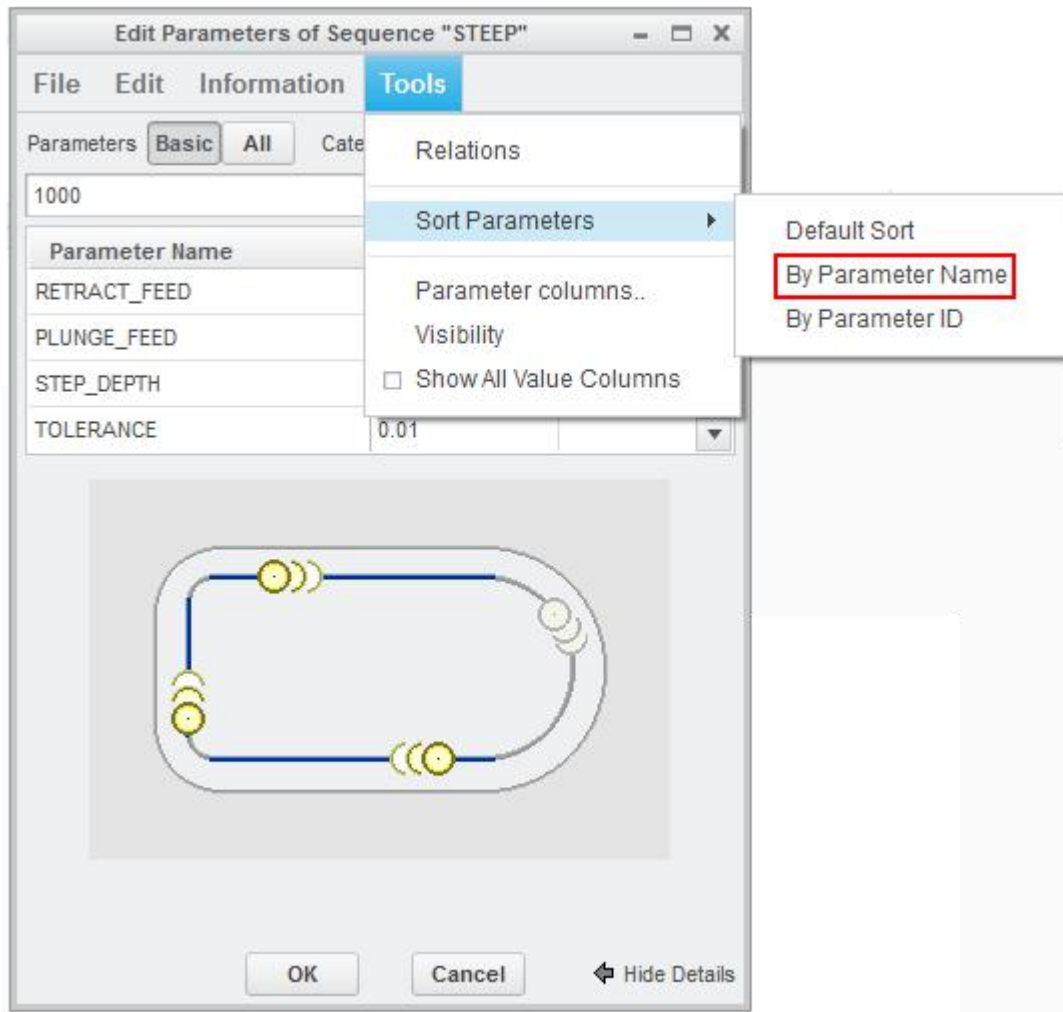 Edit Parameters of Sequence "STEEP"
File Edit Information Tools
Parameters Basic All Cate
1000
Parameter Name
RETRACT_FEED
PLUNGE_FEED
STEP_DEPTH
TOLERANCE 0.01
Relations
Sort Parameters
Parameter columns..
Visibility
Show All Value Columns
Default Sort
By Parameter Name
By Parameter ID
OK Cancel Hide Details